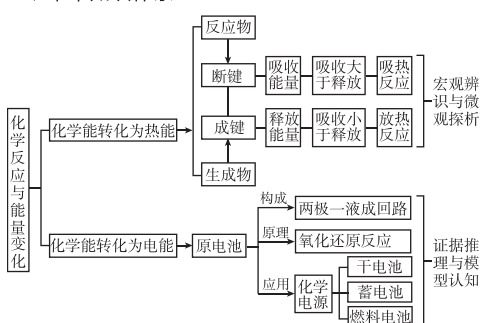 化学反应与能量变化
化学能转化为热能
反应物
断键
吸收
能量
吸收大
于释放
吸热
反应
成键
释放
能量
吸收小
于释放
放热
反应
生成物
宏观辨
识与微
观探析
化学能转化为电能
原电池
构成
两极一液成回路
原理
氧化还原反应
应用
化学
电源
干电池
蓄电池
燃料电池
证据推
理与模
型认知